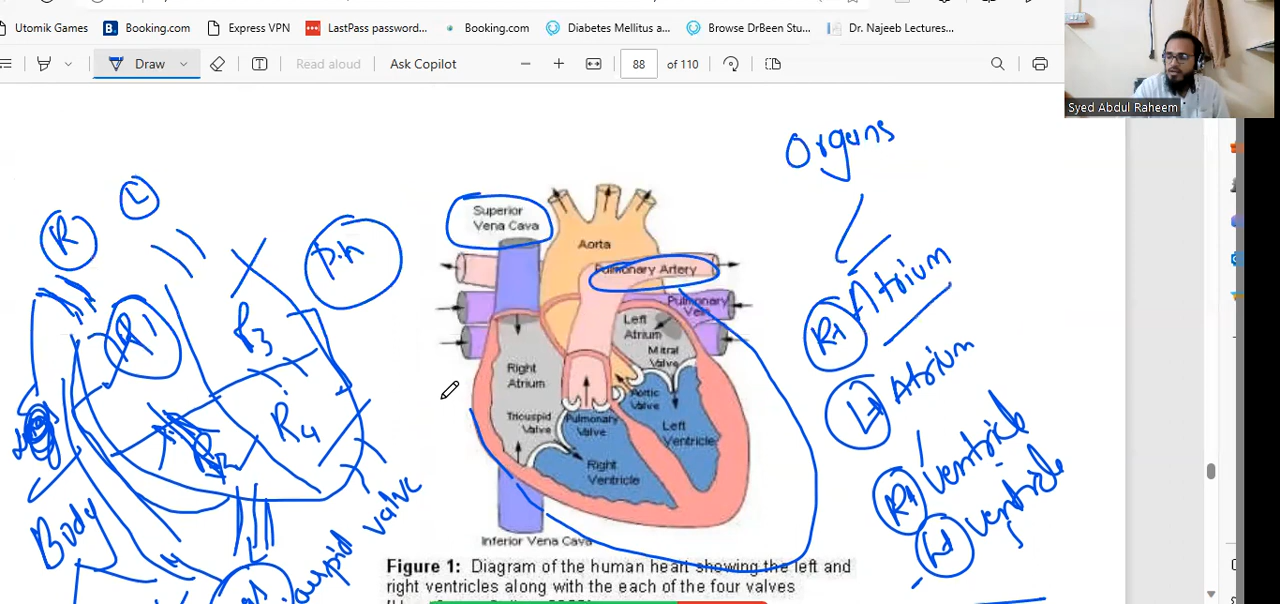 Utomik Games
Booking.com
Express VPN
LastPass password...
Booking.com
Diabetes Mellitus a...
Browse DrBeen Stu...
Dr. Najeeb Lectures...
Draw
Read aloud
Ask Copilot
88 of 110
Syed Abdul Raheem
Organs
L
R
P.A
R1
R3
R2
R4
Body
cuspid valve
Superior
Vena Cava
Aorta
Pulmonary Artery
Pulmonary
Vein
Left
Atrium
Mitral
Valve
Right
Atrium
Aortic
Valve
Tricuspid
Valve
Pulmonary
Valve
Left
Ventricle
Right
Ventricle
Inferior Vena Cava
Rt Atrium
Lt Atrium
Rt Ventricle
Lt Ventricle
Figure 1: Diagram of the human heart showing the left and
right ventricles along with the each of the four valves